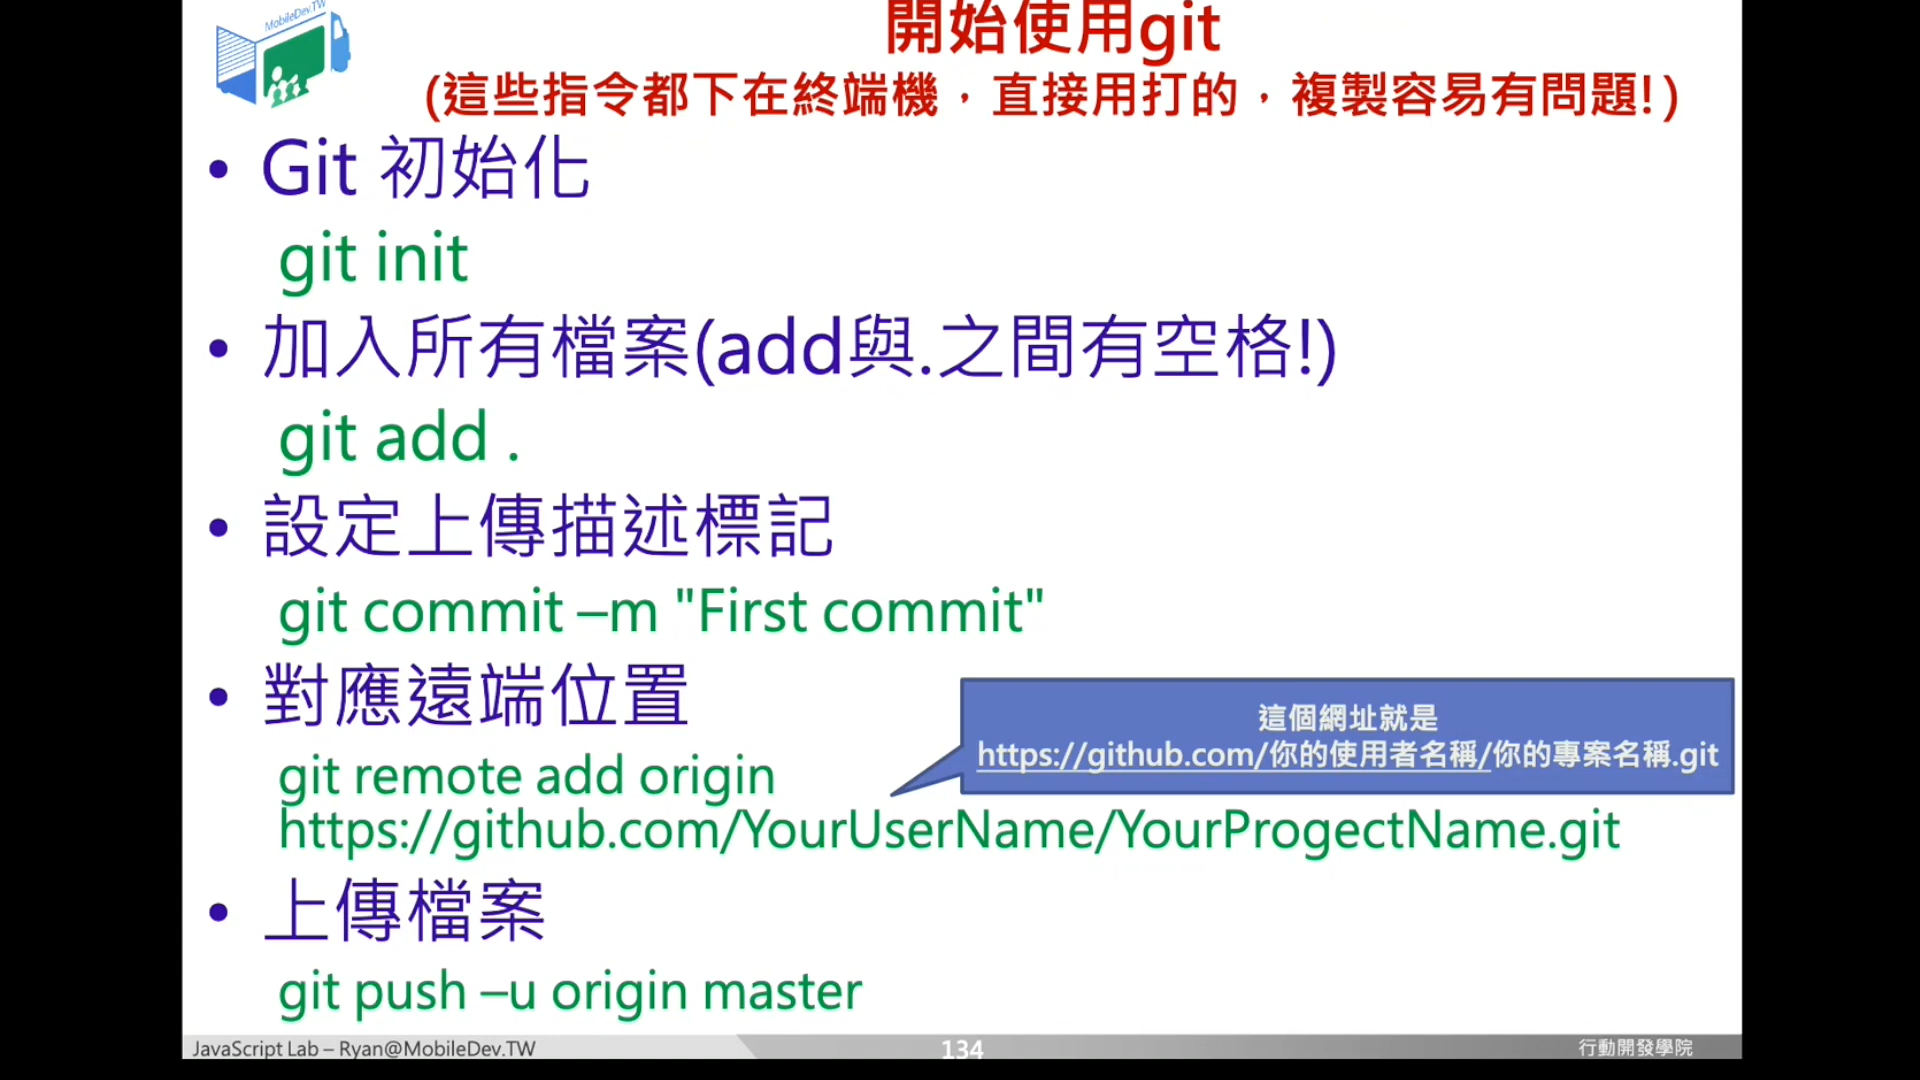 MobileDev.TW
開始使用git
(這些指令都下在終端機，直接用打的，複製容易有問題!)
• Git 初始化
git init
• 加入所有檔案(add與.之間有空格!)
git add .
• 設定上傳描述標記
git commit –m "First commit"
• 對應遠端位置
git remote add origin
https://github.com/YourUserName/YourProgectName.git
這個網址就是
https://github.com/你的使用者名稱/你的專案名稱.git
• 上傳檔案
git push –u origin master
JavaScript Lab – Ryan@MobileDev.TW
134
行動開發學院